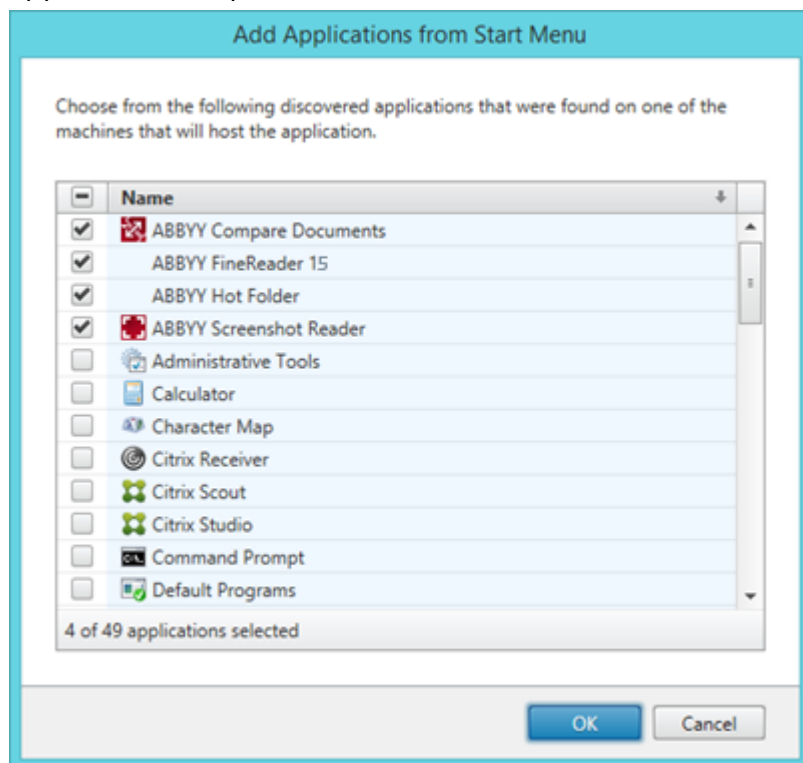 Add Applications from Start Menu
Choose from the following discovered applications that were found on one of the
machines that will host the application.
Name
ABBYY Compare Documents
ABBYY FineReader 15
ABBYY Hot Folder
ABBYY Screenshot Reader
Administrative Tools
Calculator
Character Map
Citrix Receiver
Citrix Scout
Citrix Studio
Command Prompt
Default Programs
4 of 49 applications selected
OK Cancel